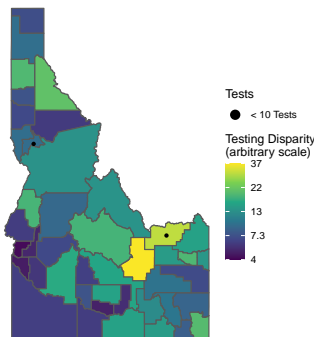 Tests
< 10 Tests
Testing Disparity
(arbitrary scale)
37
22
13
7.3
4